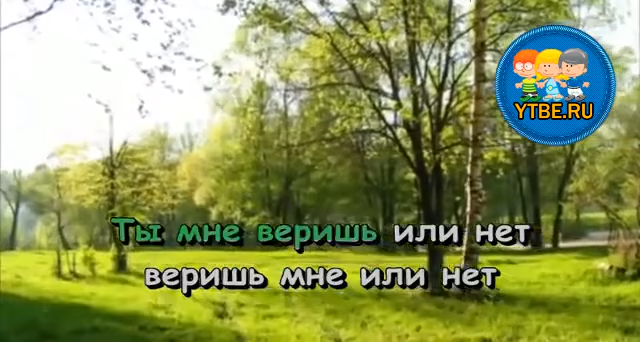 YTBE.RU
Ты мне веришь или нет
веришь мне или нет